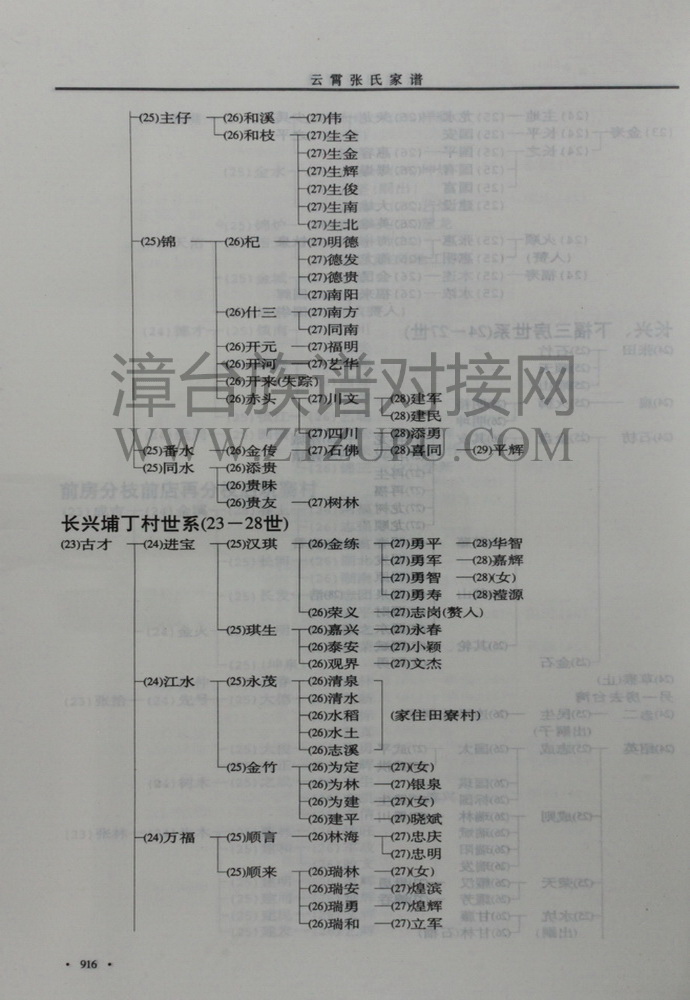 云霄张氏家谱
(25)主仔 (26)和溪 (27)伟
(26)和枝 (27)生全
(27)生金
(27)生辉
(27)生俊
(27)生南
(27)生北
(25)锦 (26)杞 (27)明德
(27)德发
(27)德贵
(27)南阳
(26)什三 (27)南方
(27)同南
(26)开元 (27)福明
(26)开河 (27)艺华
(26)开来(失踪)
(26)赤头 (27)川文 (28)建军
(28)建民
(27)四川 (28)添勇
(25)番水 (26)金传 (27)石佛 (28)喜同 (29)平辉
(25)同水 (26)添贵
(26)贵味
(26)贵友 (27)树林
漳台族谱对接网
WWW.ZTZUPU.COM
长兴埔丁村世系(23－28世)
(23)古才 (24)进宝 (25)汉琪 (26)金练 (27)勇平 (28)华智
(27)勇军 (28)嘉辉
(27)勇智 (28)(女)
(27)勇寿 (28)滢源
(26)荣义 (27)志岗(赘人)
(25)琪生 (26)嘉兴 (27)永春
(26)泰安 (27)小颖
(26)观界 (27)文杰
(24)江水 (25)永茂 (26)清泉
(26)清水
(26)水稻 (家住田寮村)
(26)水土
(26)志溪
(25)金竹 (26)为定 (27)(女)
(26)为林 (27)银泉
(26)为建 (27)(女)
(26)建平 (27)晓斌
(24)万福 (25)顺言 (26)林海 (27)忠庆
(27)忠明
(25)顺来 (26)瑞林 (27)(女)
(26)瑞安 (27)煌滨
(26)瑞勇 (27)煌辉
(26)瑞和 (27)立军
· 916 ·